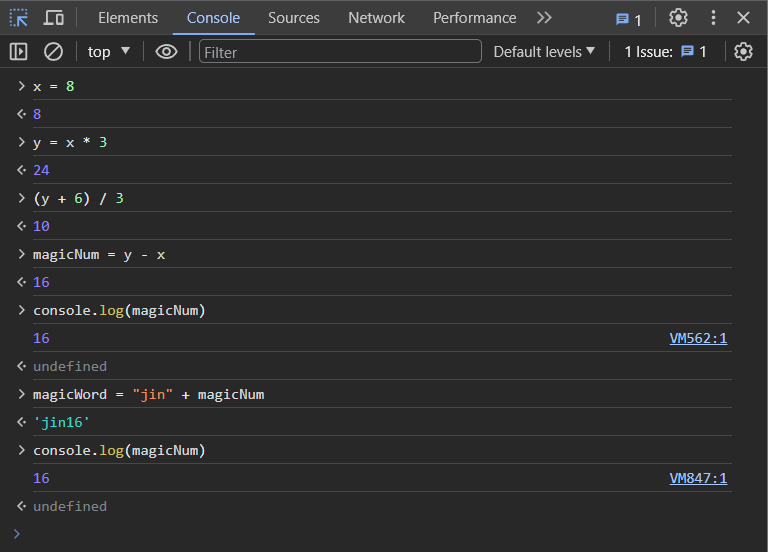 Elements Console Sources Network Performance 1
top Filter Default levels 1 Issue: 1
x = 8
8
y = x * 3
24
(y + 6) / 3
10
magicNum = y - x
16
console.log(magicNum)
16 VM562:1
undefined
magicWord = "jin" + magicNum
'jin16'
console.log(magicNum)
16 VM847:1
undefined